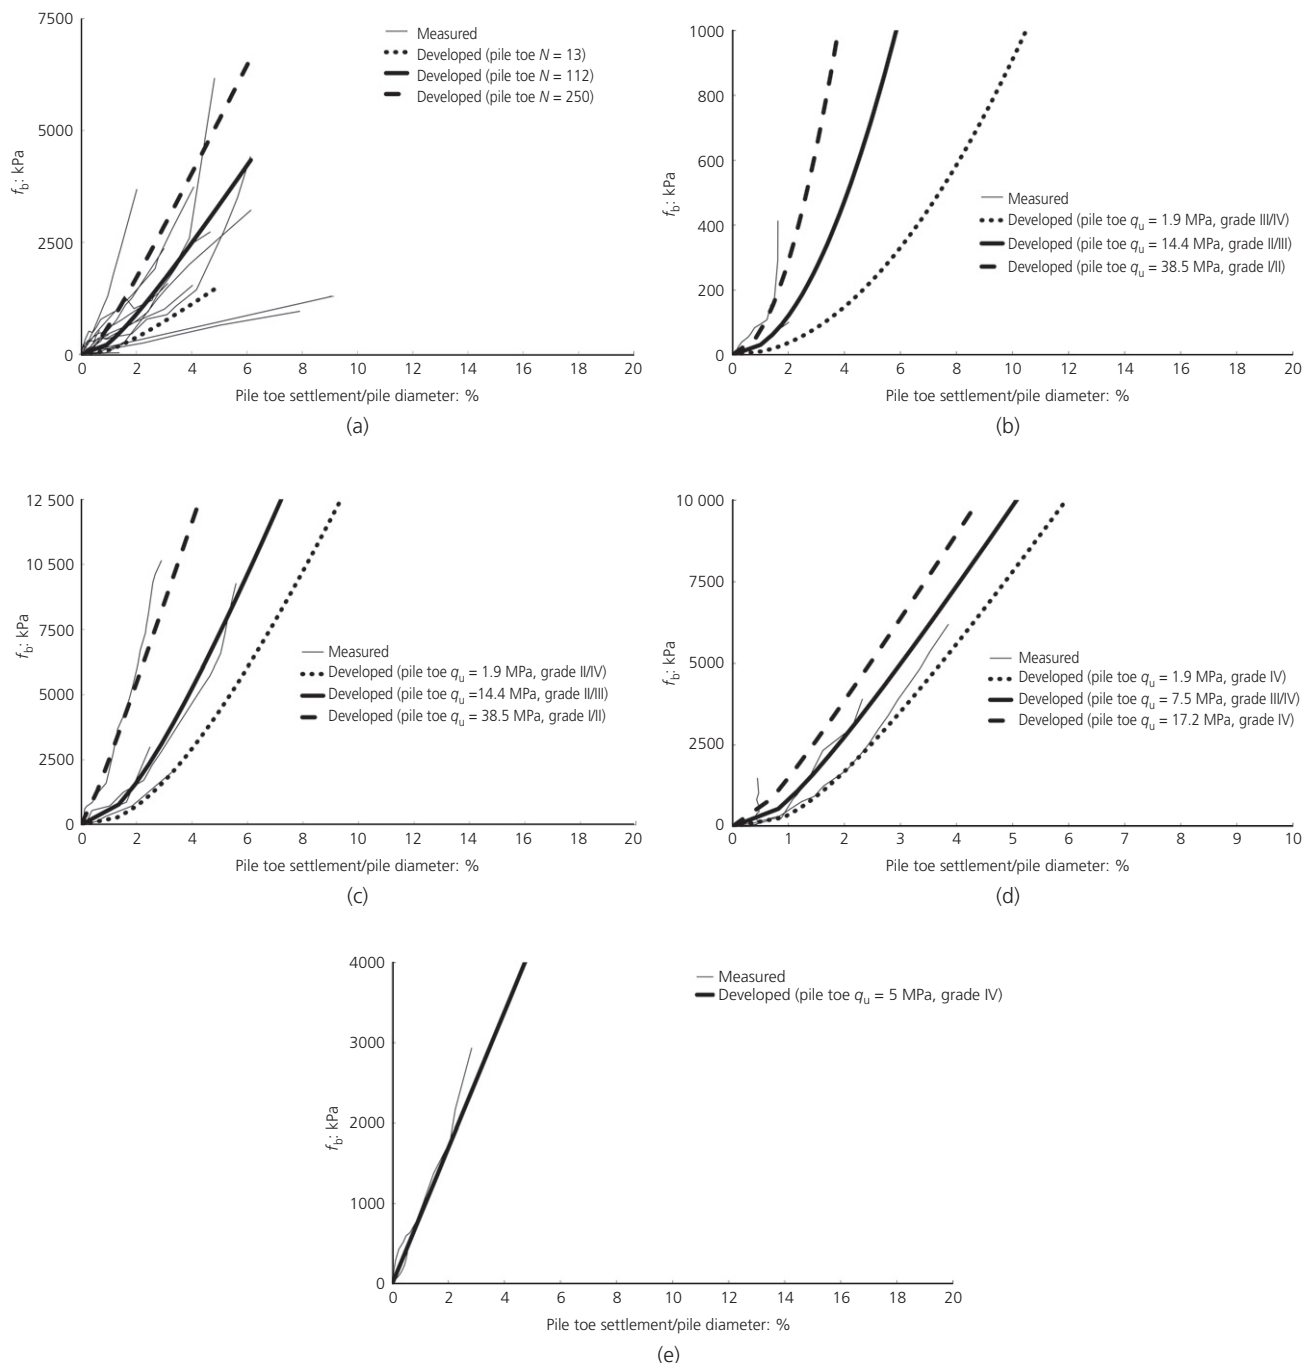 7500
5000
2500
0
f_b: kPa
Measured
Developed (pile toe N = 13)
Developed (pile toe N = 112)
Developed (pile toe N = 250)
0 2 4 6 8 10 12 14 16 18 20
Pile toe settlement/pile diameter: %
(a)
1000
800
600
400
200
0
f_b: kPa
Measured
Developed (pile toe q_u = 1.9 MPa, grade III/IV)
Developed (pile toe q_u = 14.4 MPa, grade II/III)
Developed (pile toe q_u = 38.5 MPa, grade I/II)
0 2 4 6 8 10 12 14 16 18 20
Pile toe settlement/pile diameter: %
(b)
12 500
10 500
7500
5000
2500
0
f_b: kPa
Measured
Developed (pile toe q_u = 1.9 MPa, grade II/IV)
Developed (pile toe q_u =14.4 MPa, grade II/III)
Developed (pile toe q_u = 38.5 MPa, grade I/II)
0 2 4 6 8 10 12 14 16 18 20
Pile toe settlement/pile diameter: %
(c)
10 000
7500
5000
2500
0
f_b: kPa
Measured
Developed (pile toe q_u = 1.9 MPa, grade IV)
Developed (pile toe q_u = 7.5 MPa, grade III/IV)
Developed (pile toe q_u = 17.2 MPa, grade IV)
0 1 2 3 4 5 6 7 8 9 10
Pile toe settlement/pile diameter: %
(d)
4000
3000
2000
1000
0
f_b: kPa
Measured
Developed (pile toe q_u = 5 MPa, grade IV)
0 2 4 6 8 10 12 14 16 18 20
Pile toe settlement/pile diameter: %
(e)